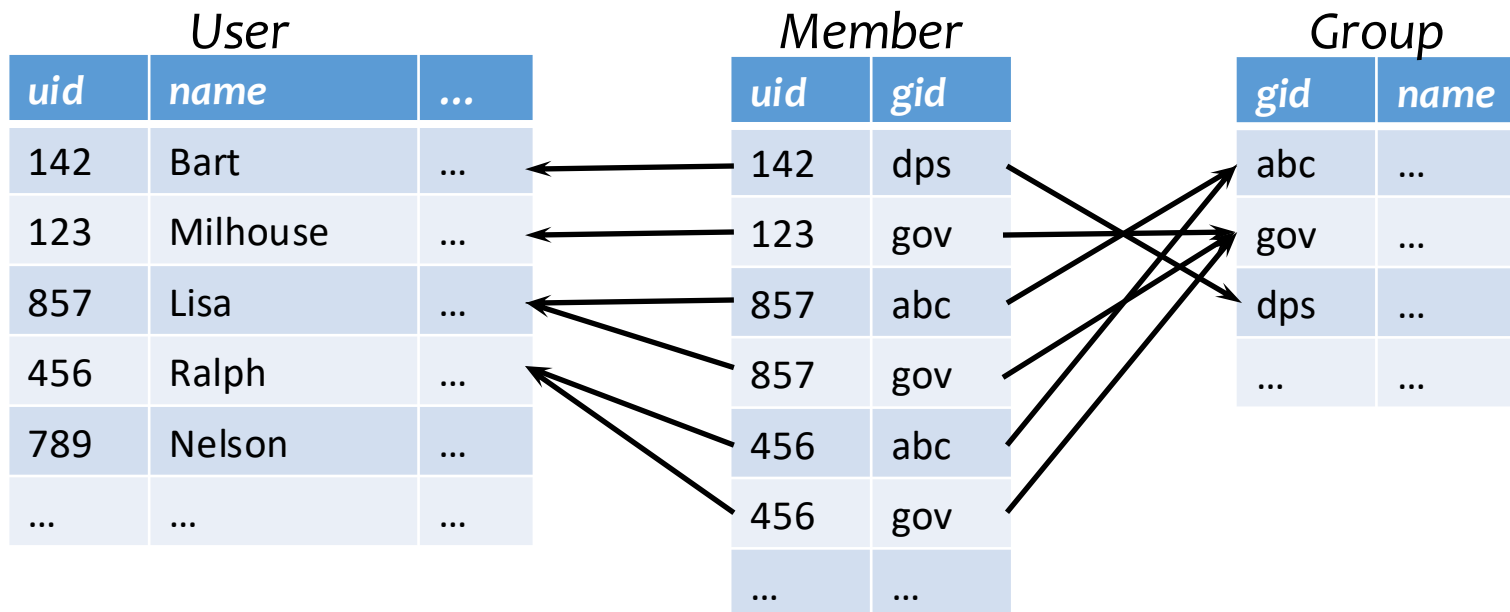 User
uid name ...
142 Bart ...
123 Milhouse ...
857 Lisa ...
456 Ralph ...
789 Nelson ...
... ... ...
Member
uid gid
142 dps
123 gov
857 abc
857 gov
456 abc
456 gov
... ...
Group
gid name
abc ...
gov ...
dps ...
... ...